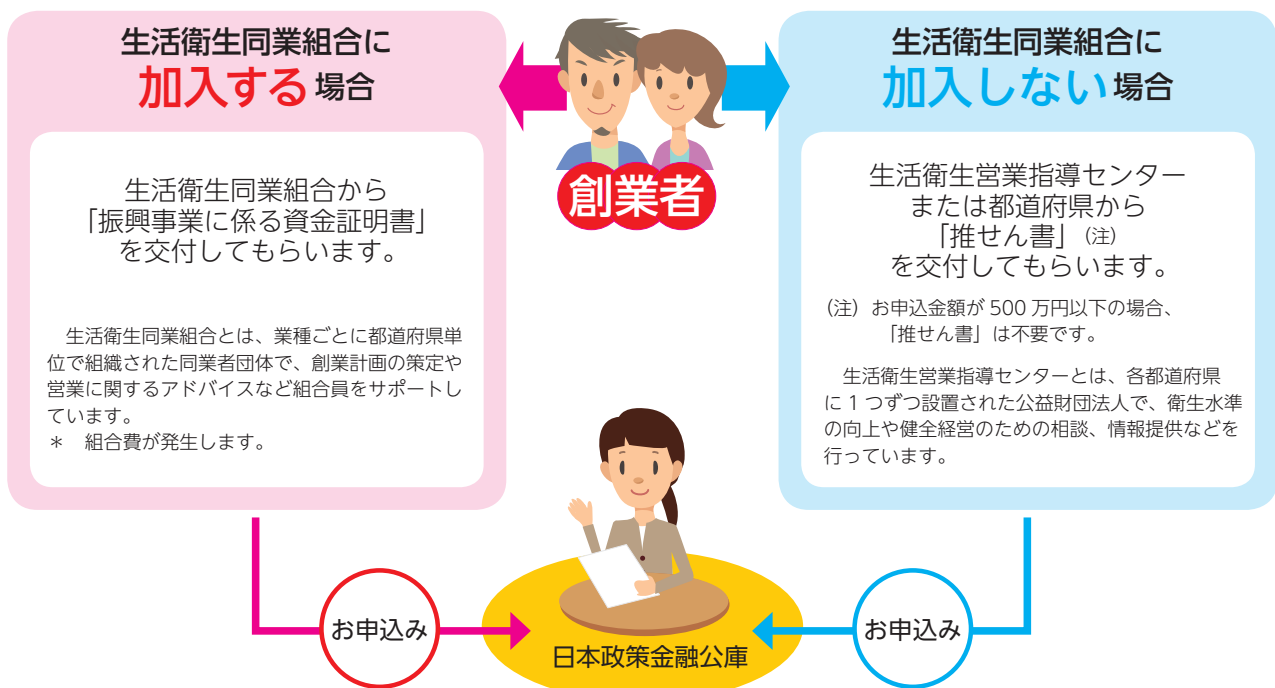 生活衛生同業組合に
加入する場合
生活衛生同業組合から
「振興事業に係る資金証明書」
を交付してもらいます。
　生活衛生同業組合とは、業種ごとに都道府県単
位で組織された同業者団体で、創業計画の策定や
営業に関するアドバイスなど組合員をサポートし
ています。
＊　組合費が発生します。
創業者
生活衛生同業組合に
加入しない場合
生活衛生営業指導センター
または都道府県から
「推せん書」（注）
を交付してもらいます。
（注）お申込金額が 500 万円以下の場合、
「推せん書」は不要です。
　生活衛生営業指導センターとは、各都道府県
に 1 つずつ設置された公益財団法人で、衛生水準
の向上や健全経営のための相談、情報提供などを
行っています。
お申込み
日本政策金融公庫
お申込み